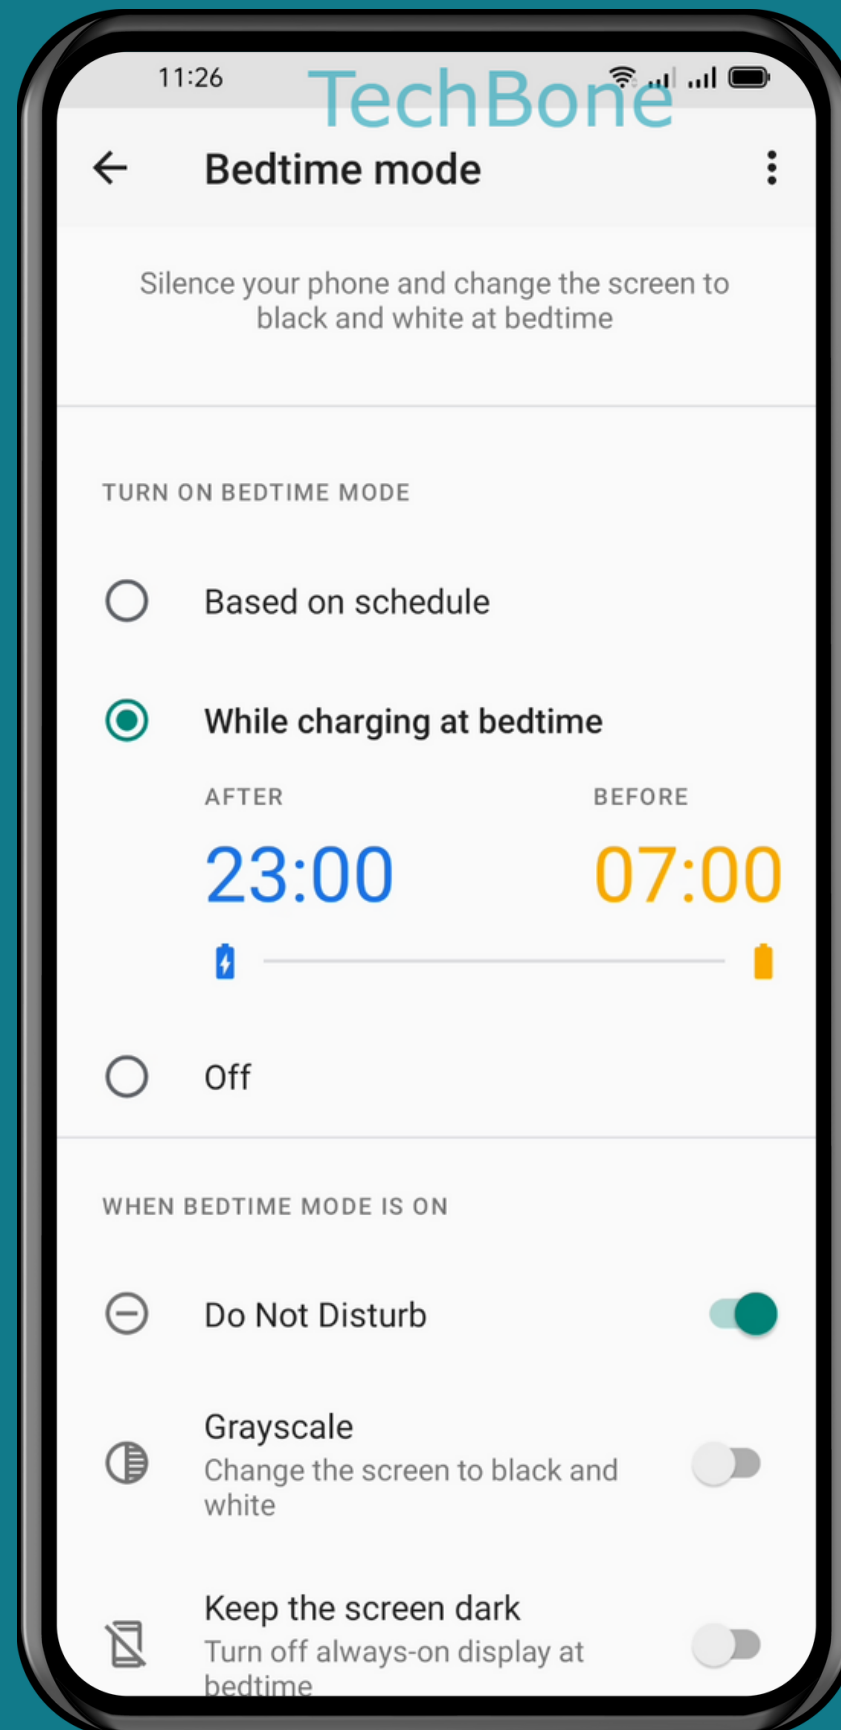 11:26
TechBone
Bedtime mode
Silence your phone and change the screen to
black and white at bedtime
TURN ON BEDTIME MODE
Based on schedule
While charging at bedtime
AFTER BEFORE
23:00 07:00
Off
WHEN BEDTIME MODE IS ON
Do Not Disturb
Grayscale
Change the screen to black and
white
Keep the screen dark
Turn off always-on display at
bedtime